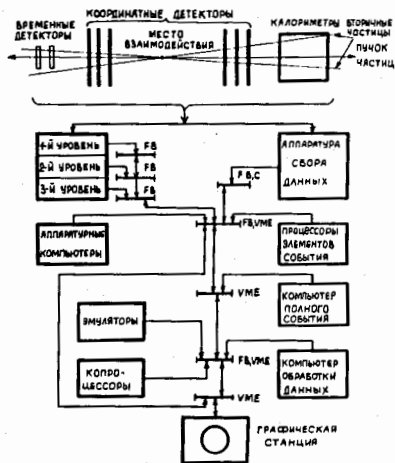 КООРДИНАТНЫЕ ДЕТЕКТОРЫ
ВРЕМЕННЫЕ
ДЕТЕКТОРЫ
МЕСТО
ВЗАИМОДЕЙСТВИЯ
КАЛОРИМЕТРЫ
ВТОРИЧНЫЕ
ЧАСТИЦЫ
ПУЧОК
ЧАСТИЦ
1-Й УРОВЕНЬ
2-Й УРОВЕНЬ
3-Й УРОВЕНЬ
FB
FB
FB
FB,C
АППАРАТУРА
СБОРА
ДАННЫХ
АППАРАТУРНЫЕ
КОМПЬЮТЕРЫ
FB,VME
ПРОЦЕССОРЫ
ЭЛЕМЕНТОВ
СОБЫТИЯ
VME
КОМПЬЮТЕР
ПОЛНОГО
СОБЫТИЯ
ЭМУЛЯТОРЫ
КОПРО-
ЦЕССОРЫ
FB,VME
КОМПЬЮТЕР
ОБРАБОТКИ
ДАННЫХ
VME
ГРАФИЧЕСКАЯ
СТАНЦИЯ